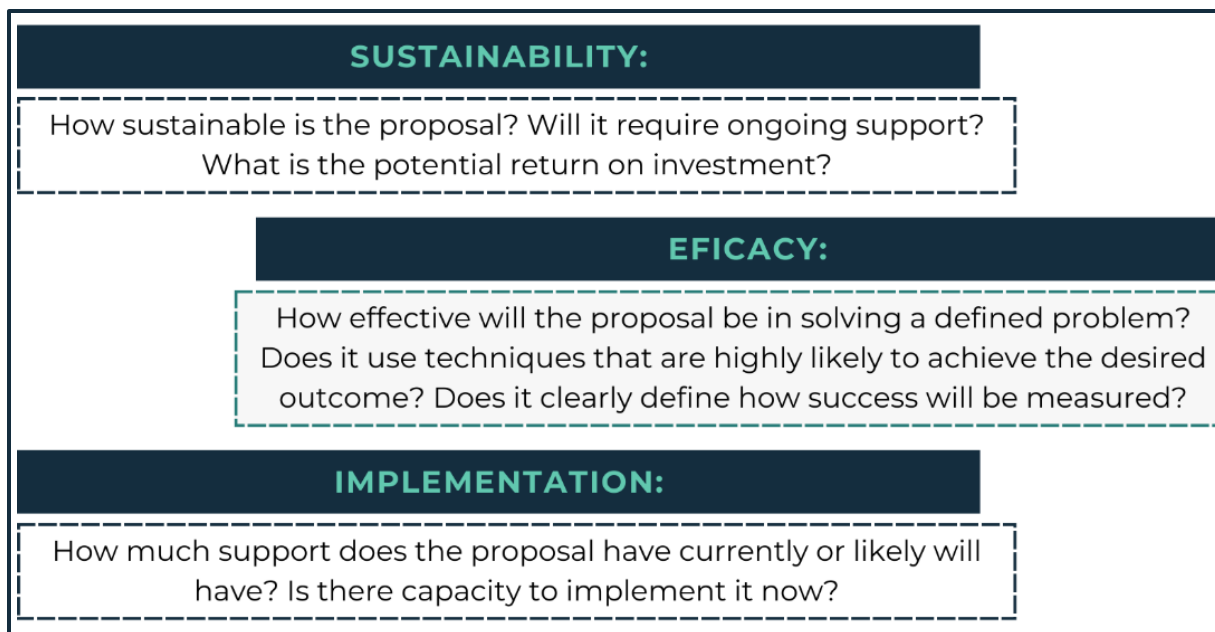 SUSTAINABILITY:
How sustainable is the proposal? Will it require ongoing support?
What is the potential return on investment?
EFICACY:
How effective will the proposal be in solving a defined problem?
Does it use techniques that are highly likely to achieve the desired
outcome? Does it clearly define how success will be measured?
IMPLEMENTATION:
How much support does the proposal have currently or likely will
have? Is there capacity to implement it now?